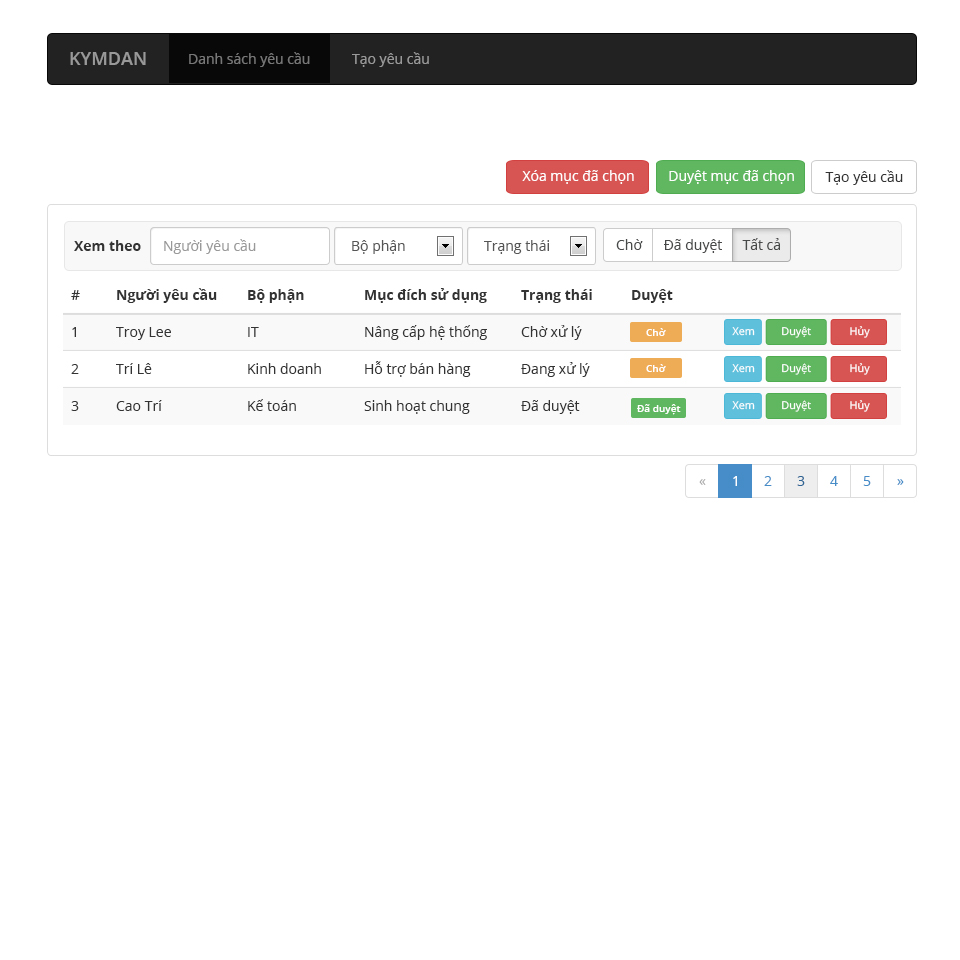 KYMDAN Danh sách yêu cầu Tạo yêu cầu
Xóa mục đã chọn Duyệt mục đã chọn Tạo yêu cầu
Xem theo Người yêu cầu Bộ phận Trạng thái Chờ Đã duyệt Tất cả
# Người yêu cầu Bộ phận Mục đích sử dụng Trạng thái Duyệt
1 Troy Lee IT Nâng cấp hệ thống Chờ xử lý Chờ Xem Duyệt Hủy
2 Trí Lê Kinh doanh Hỗ trợ bán hàng Đang xử lý Chờ Xem Duyệt Hủy
3 Cao Trí Kế toán Sinh hoạt chung Đã duyệt Đã duyệt Xem Duyệt Hủy
« 1 2 3 4 5 »